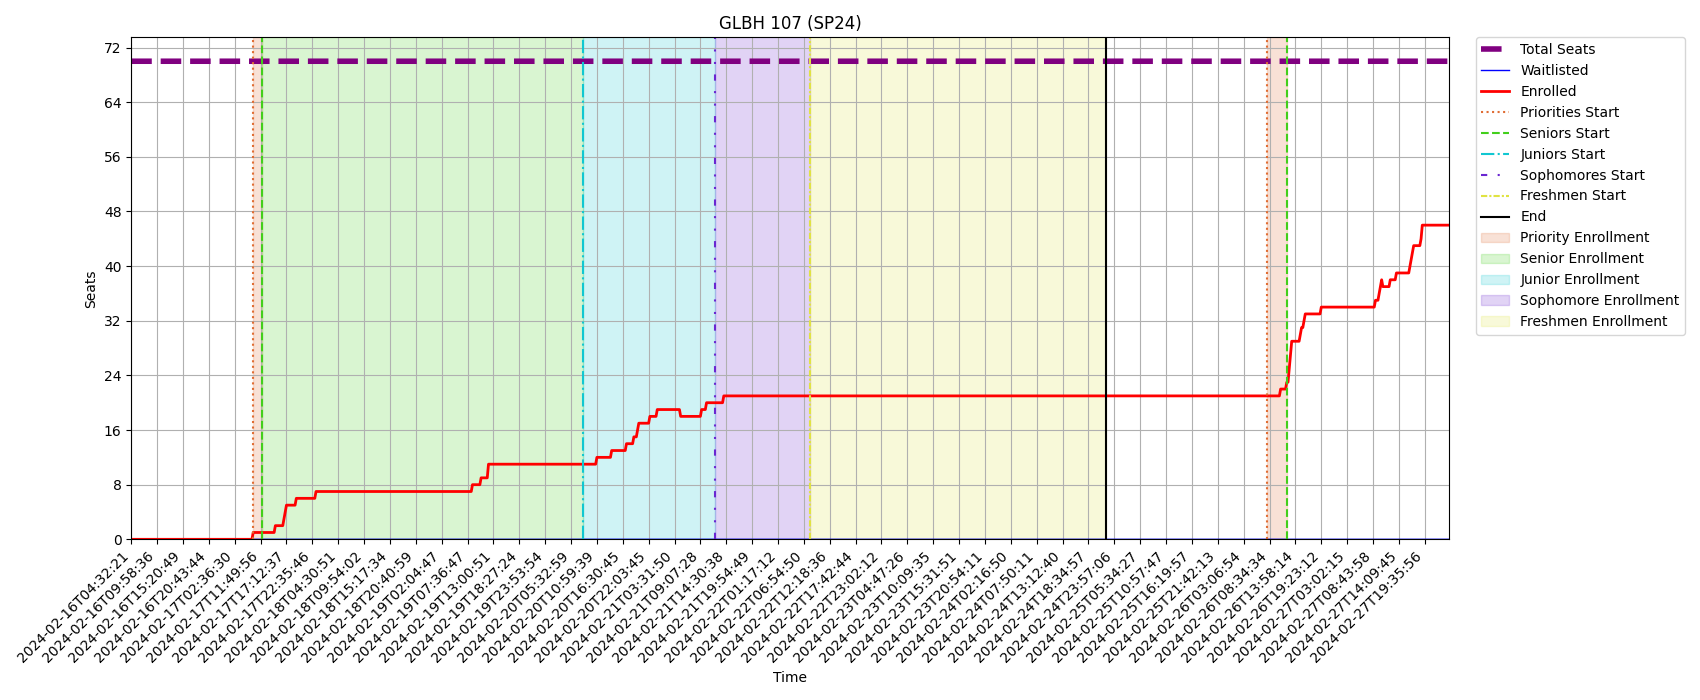 GLBH 107 (SP24)
72
64
56
48
40
32
24
16
8
0
Seats
2024-02-16T04:32:21
2024-02-16T09:58:36
2024-02-16T15:20:49
2024-02-16T20:43:44
2024-02-17T02:36:30
2024-02-17T11:49:56
2024-02-17T17:12:37
2024-02-17T22:35:46
2024-02-18T04:30:51
2024-02-18T09:54:02
2024-02-18T15:17:34
2024-02-18T20:40:59
2024-02-19T02:04:47
2024-02-19T07:36:47
2024-02-19T13:00:51
2024-02-19T18:27:24
2024-02-19T23:53:54
2024-02-20T05:32:59
2024-02-20T10:59:39
2024-02-20T16:30:45
2024-02-20T22:03:45
2024-02-21T03:31:50
2024-02-21T09:07:28
2024-02-21T14:30:38
2024-02-21T19:54:49
2024-02-22T01:17:12
2024-02-22T06:54:50
2024-02-22T12:18:36
2024-02-22T17:42:44
2024-02-22T23:02:12
2024-02-23T04:47:26
2024-02-23T10:09:35
2024-02-23T15:31:51
2024-02-23T20:54:11
2024-02-24T02:16:50
2024-02-24T07:50:11
2024-02-24T13:12:40
2024-02-24T18:34:57
2024-02-24T23:57:06
2024-02-25T05:34:27
2024-02-25T10:57:47
2024-02-25T16:19:57
2024-02-25T21:42:13
2024-02-26T03:06:54
2024-02-26T08:34:34
2024-02-26T13:58:14
2024-02-26T19:23:12
2024-02-27T03:02:15
2024-02-27T08:43:58
2024-02-27T14:09:45
2024-02-27T19:35:56
Time
Total Seats
Waitlisted
Enrolled
Priorities Start
Seniors Start
Juniors Start
Sophomores Start
Freshmen Start
End
Priority Enrollment
Senior Enrollment
Junior Enrollment
Sophomore Enrollment
Freshmen Enrollment